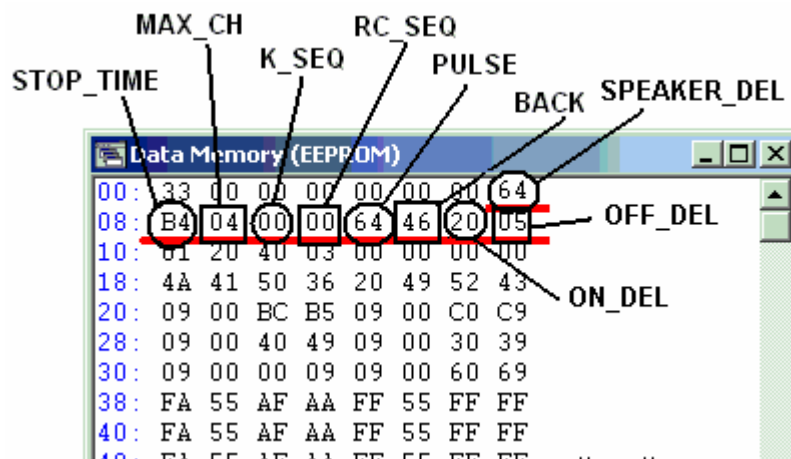 MAX_CH
RC_SEQ
K_SEQ
PULSE
STOP_TIME
BACK
SPEAKER_DEL
Data Memory (EEPROM)
00: 33 00 00 00 00 00 00 64
08: B4 04 00 00 64 46 20 05
OFF_DEL
10: 01 20 40 03 00 00 00 00
18: 4A 41 50 36 20 49 52 43
ON_DEL
20: 09 00 BC B5 09 00 C0 C9
28: 09 00 40 49 09 00 30 39
30: 09 00 00 09 09 00 60 69
38: FA 55 AF AA FF 55 FF FF
40: FA 55 AF AA FF 55 FF FF